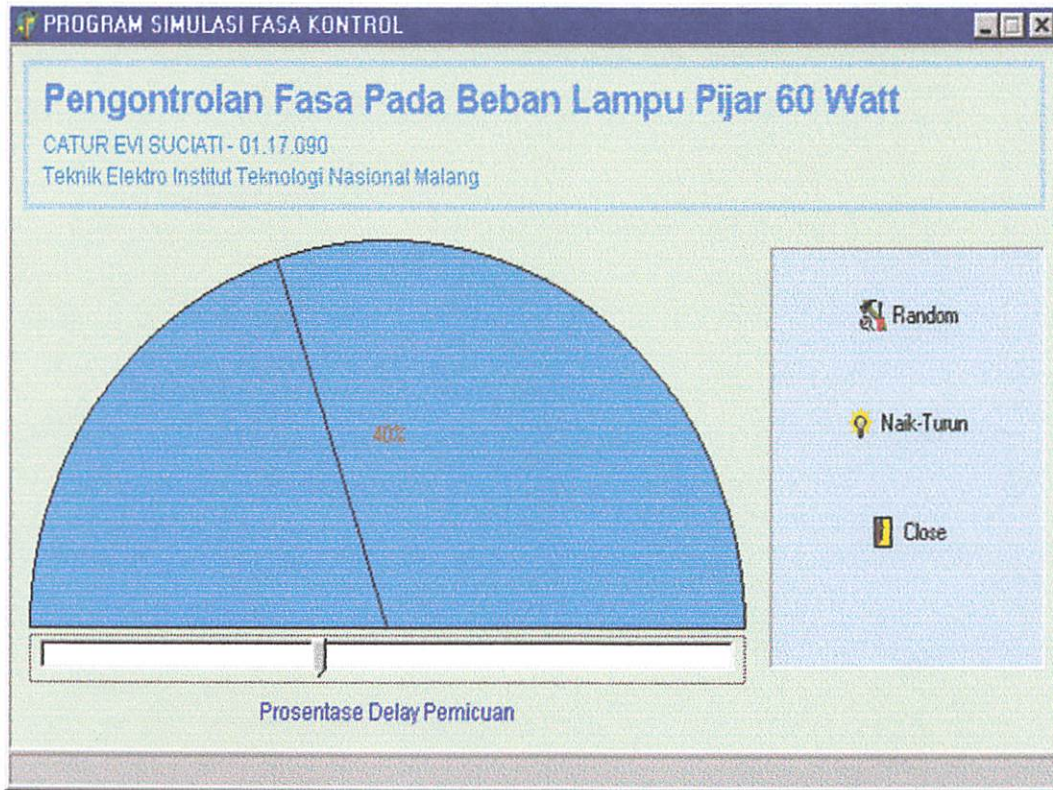 PROGRAM SIMULASI FASA KONTROL
Pengontrolan Fasa Pada Beban Lampu Pijar 60 Watt
CATUR EVI SUCIATI - 01.17.090
Teknik Elektro Institut Teknologi Nasional Malang
40%
Random
Naik-Turun
Close
Prosentase Delay Pemicuan